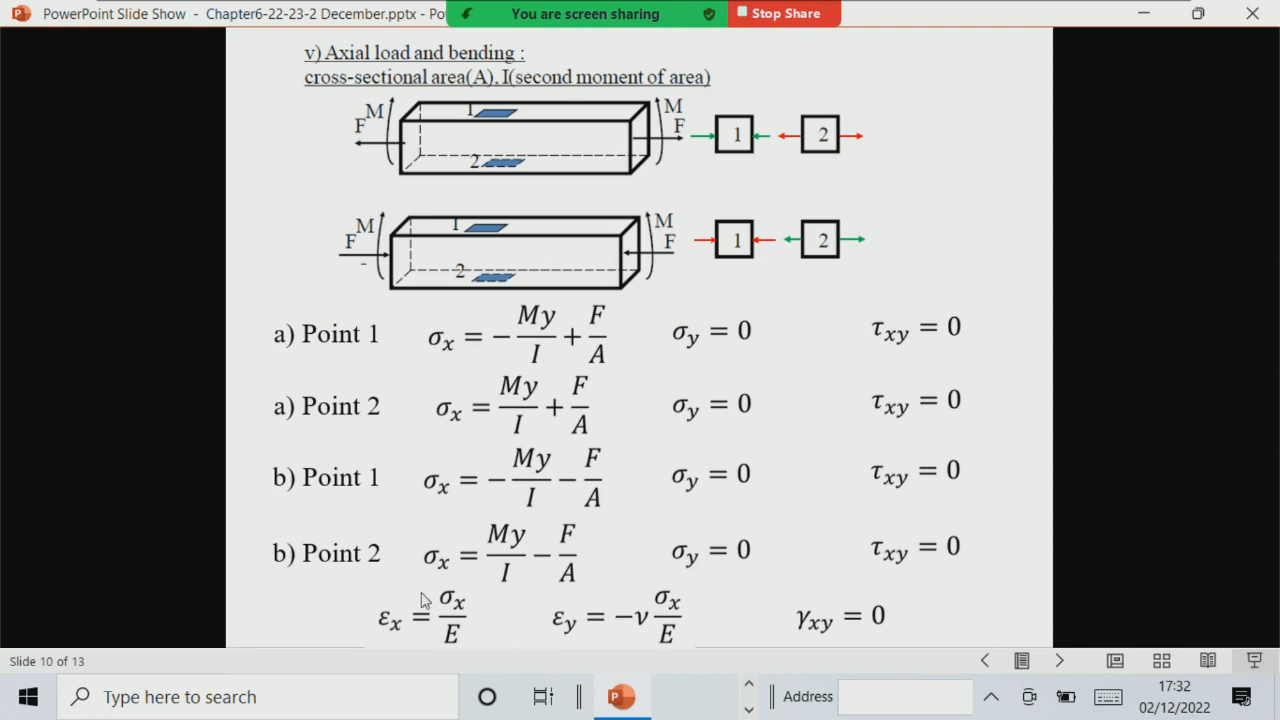 PowerPoint Slide Show - Chapter6-22-23-2 December.pptx - Po
You are screen sharing
Stop Share
v) Axial load and bending :
cross-sectional area(A), I(second moment of area)
M
F
1
2
M
F
1
2
M
F
1
2
M
F
1
2
a) Point 1 σx = −My/I + F/A σy = 0 τxy = 0
a) Point 2 σx = My/I + F/A σy = 0 τxy = 0
b) Point 1 σx = −My/I − F/A σy = 0 τxy = 0
b) Point 2 σx = My/I − F/A σy = 0 τxy = 0
εx = σx/E εy = −ν σx/E γxy = 0
Slide 10 of 13
Type here to search
Address
17:32
02/12/2022